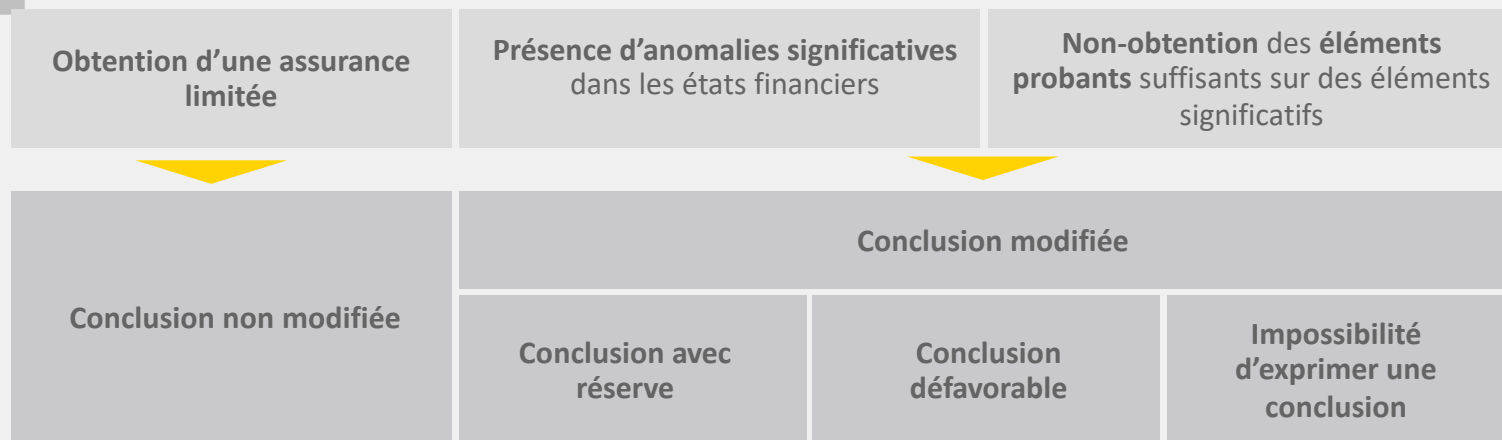 Obtention d’une assurance
limitée
Présence d’anomalies significatives
dans les états financiers
Non-obtention des éléments
probants suffisants sur des éléments
significatifs
Conclusion non modifiée
Conclusion modifiée
Conclusion avec
réserve
Conclusion
défavorable
Impossibilité
d’exprimer une
conclusion